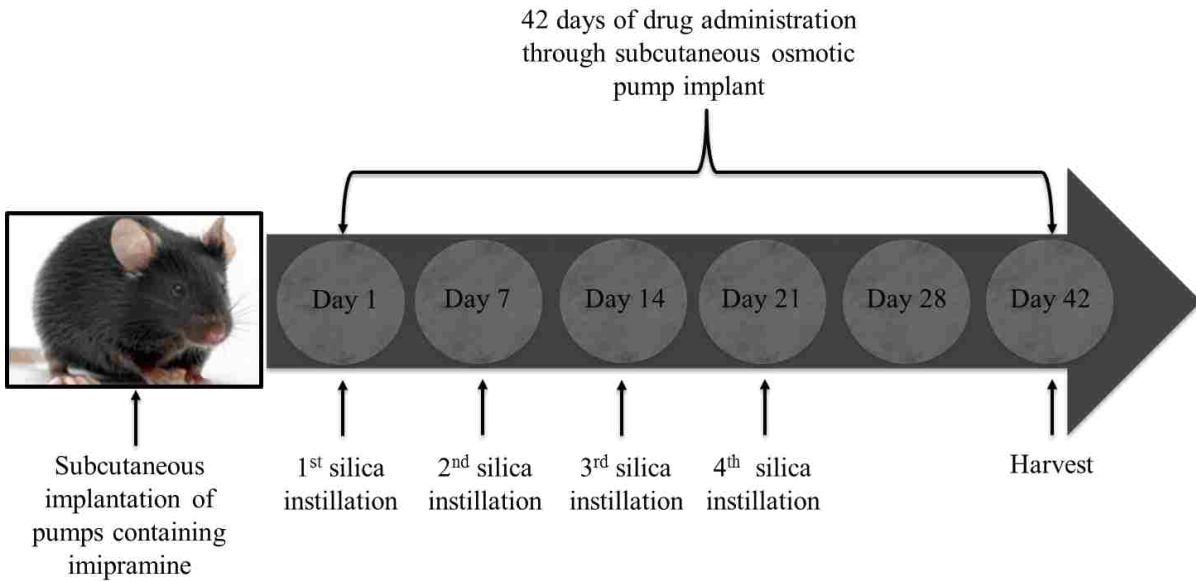 42 days of drug administration
through subcutaneous osmotic
pump implant
Day 1
Day 7
Day 14
Day 21
Day 28
Day 42
Subcutaneous
implantation of
pumps containing
imipramine
1st silica
instillation
2nd silica
instillation
3rd silica
instillation
4th silica
instillation
Harvest